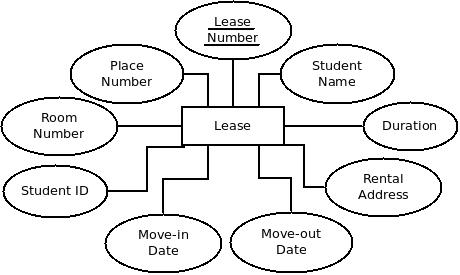 Lease
Number
Place
Number
Student
Name
Room
Number
Lease
Duration
Student ID
Rental
Address
Move-in
Date
Move-out
Date